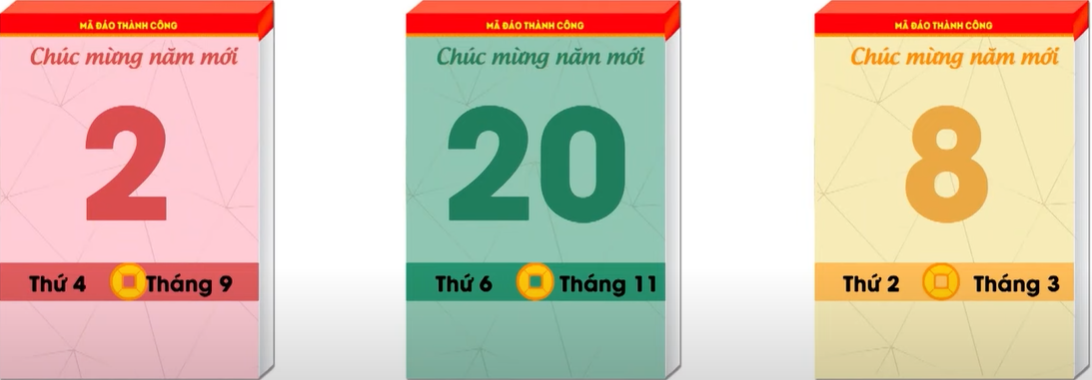 MÃ ĐÁO THÀNH CÔNG
Chúc mừng năm mới
2
Thứ 4 Tháng 9
MÃ ĐÁO THÀNH CÔNG
Chúc mừng năm mới
20
Thứ 6 Tháng 11
MÃ ĐÁO THÀNH CÔNG
Chúc mừng năm mới
8
Thứ 2 Tháng 3